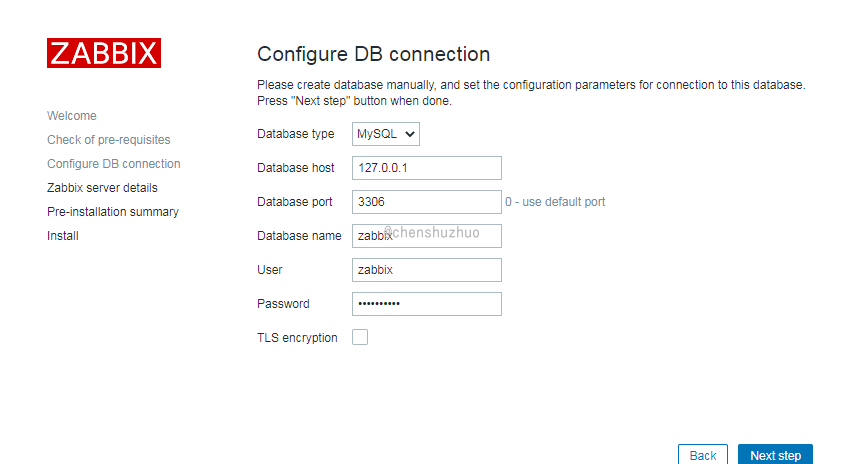 ZABBIX
Welcome
Check of pre-requisites
Configure DB connection
Zabbix server details
Pre-installation summary
Install
Configure DB connection
Please create database manually, and set the configuration parameters for connection to this database.
Press "Next step" button when done.
Database type MySQL
Database host 127.0.0.1
Database port 3306 0 - use default port
Database name zabbix
@chenshuzhuo
User zabbix
Password ••••••••••
TLS encryption
Back Next step